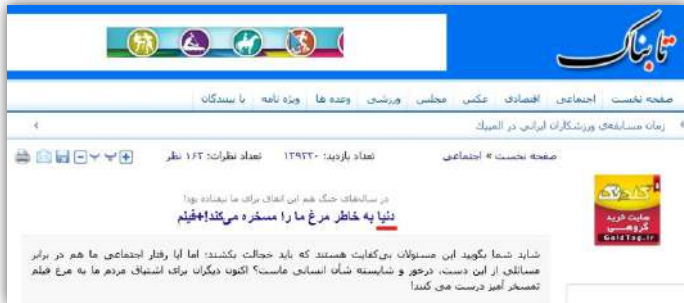 تابناک
صفحه نخست اجتماعی اقتصادی عکس مجلس ورزشی وعده ها ویژه نامه با بینندگان
زمان مسابقه‌ی ورزشکاران ایرانی در المپیک
صفحه نخست » اجتماعی تعداد بازدید: ۱۲۹۳۳۰ تعداد نظرات: ۱۶۲ نظر
در سال‌های جنگ هم این اتفاق برای ما نیفتاده بود!
دنیا به خاطر مرغ ما را مسخره می‌کند!+فیلم
شاید شما بگویید این مسئولان بی‌کفایت هستند که باید خجالت بکشند؛ اما آیا رفتار اجتماعی ما هم در برابر
مسائلی از این دست، درخور و شایسته شأن انسانی ماست؟ اکنون دیگران برای اشتیاق مردم ما به مرغ فیلم
تمسخر آمیز درست می کنند!
گلدتگ
سایت خرید
گروهی
GoldTag.ir